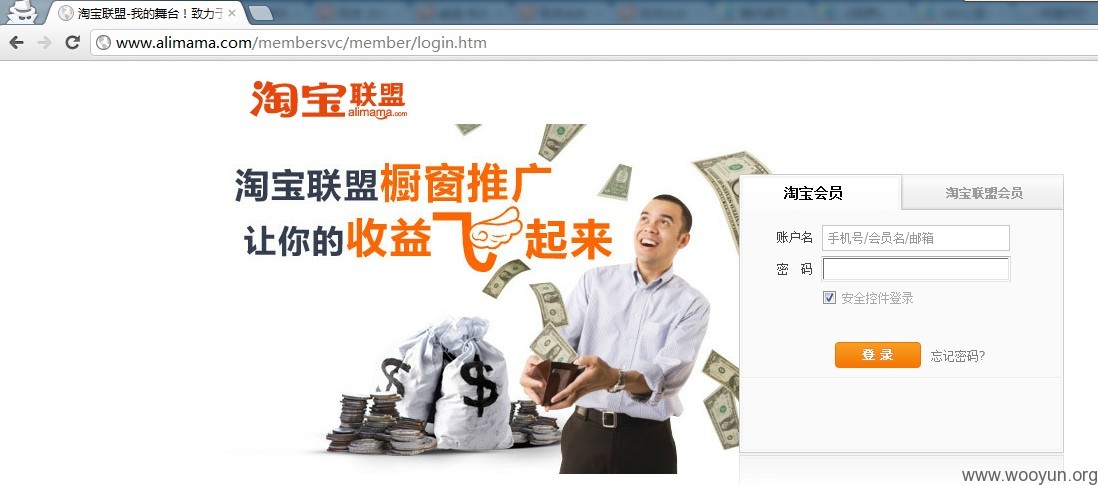 淘宝联盟-我的舞台！致力于
www.alimama.com/membersvc/member/login.htm
淘宝联盟
alimama.com
淘宝联盟橱窗推广
让你的收益飞起来
淘宝会员
淘宝联盟会员
账户名
手机号/会员名/邮箱
密 码
安全控件登录
登 录
忘记密码?
www.wooyun.org